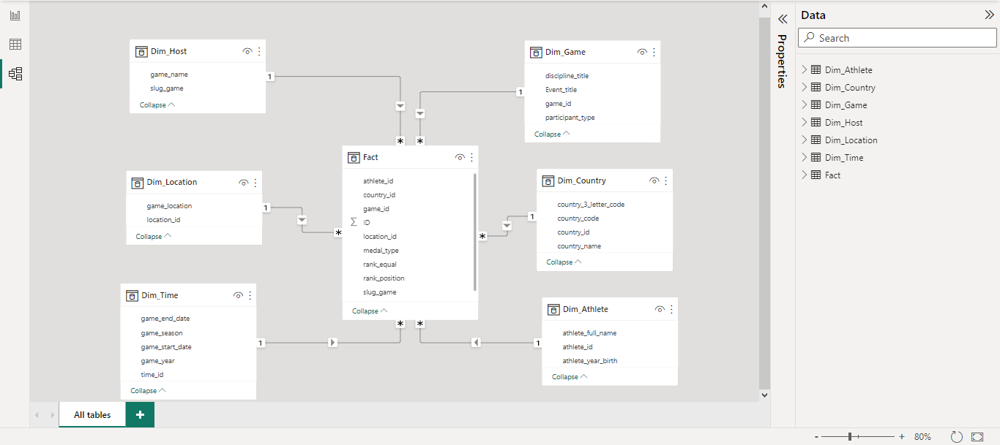 Dim_Host
game_name
slug_game
Collapse
1
Dim_Game
discipline_title
Event_title
game_id
participant_type
Collapse
1
*
*
Fact
athlete_id
country_id
game_id
Σ ID
location_id
medal_type
rank_equal
rank_position
slug_game
Collapse
*
*
*
*
Dim_Location
game_location
location_id
Collapse
1
Dim_Country
country_3_letter_code
country_code
country_id
country_name
Collapse
1
Dim_Time
game_end_date
game_season
game_start_date
game_year
time_id
Collapse
1
Dim_Athlete
athlete_full_name
athlete_id
athlete_year_birth
Collapse
1
All tables
+
Properties
Data
Search
Dim_Athlete
Dim_Country
Dim_Game
Dim_Host
Dim_Location
Dim_Time
Fact
- + 80%